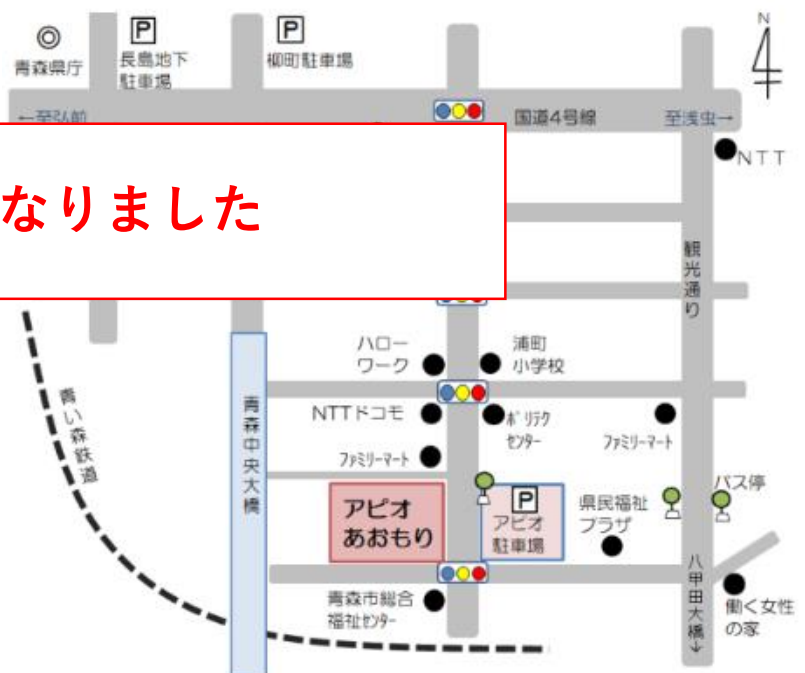 N
青森県庁
P
長島地下
駐車場
P
柳町駐車場
←至弘前
国道4号線
至浅虫→
NTT
なりました
観光通り
ハロー
ワーク
浦町
小学校
青い森鉄道
青森中央大橋
NTTドコモ
ポリテク
センター
ファミリーマート
ファミリーマート
アピオ
あおもり
P
アピオ
駐車場
県民福祉
プラザ
バス停
八甲田大橋↓
青森市総合
福祉センター
働く女性
の家